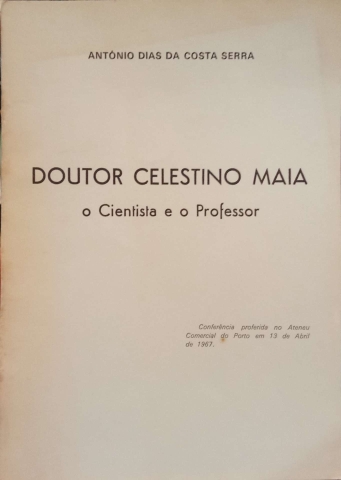 ANTÓNIO DIAS DA COSTA SERRA
DOUTOR CELESTINO MAIA
o Cientista e o Professor
Conferência proferida no Ateneu
Comercial do Porto em 15 de Abril
de 1967.